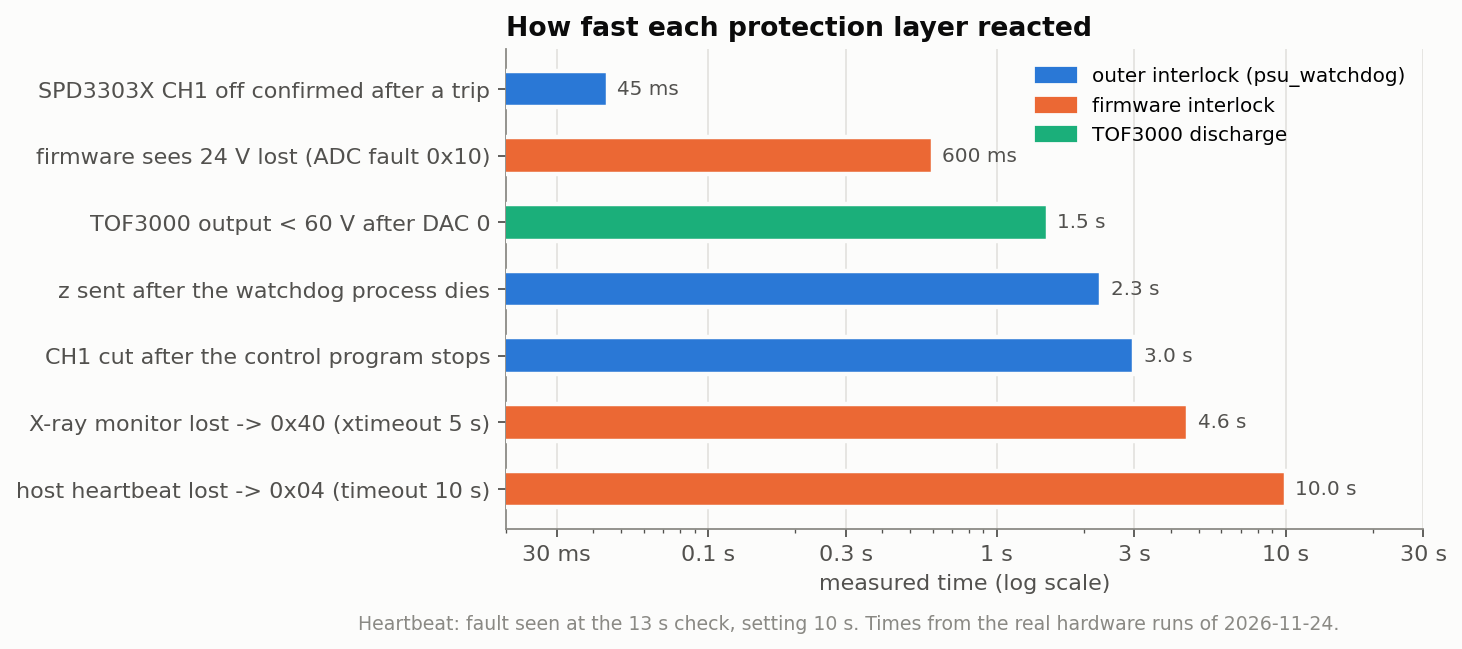 How fast each protection layer reacted
outer interlock (psu_watchdog)
firmware interlock
TOF3000 discharge
SPD3303X CH1 off confirmed after a trip
45 ms
firmware sees 24 V lost (ADC fault 0x10)
600 ms
TOF3000 output < 60 V after DAC 0
1.5 s
z sent after the watchdog process dies
2.3 s
CH1 cut after the control program stops
3.0 s
X-ray monitor lost -> 0x40 (xtimeout 5 s)
4.6 s
host heartbeat lost -> 0x04 (timeout 10 s)
10.0 s
30 ms 0.1 s 0.3 s 1 s 3 s 10 s 30 s
measured time (log scale)
Heartbeat: fault seen at the 13 s check, setting 10 s. Times from the real hardware runs of 2026-11-24.